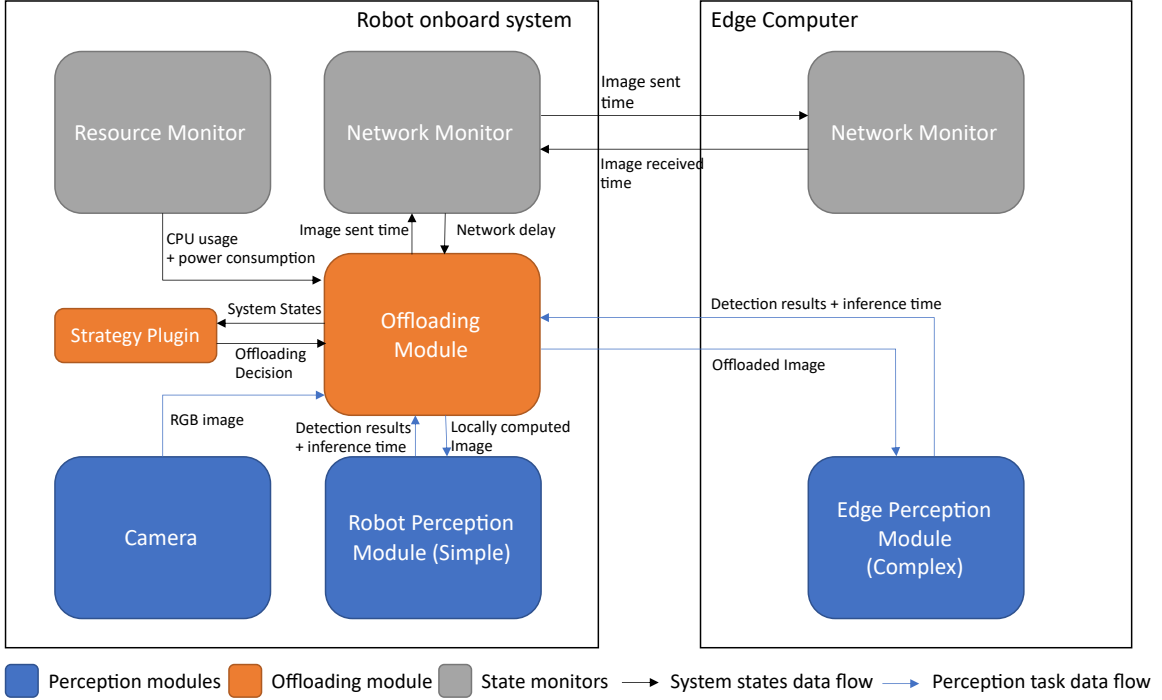 Robot onboard system
Edge Computer
Resource Monitor
Network Monitor
Image sent
time
Image received
time
Network Monitor
CPU usage
+ power consumption
Image sent time
Network delay
System States
Strategy Plugin
Offloading
Decision
Offloading
Module
Detection results + inference time
Offloaded Image
RGB image
Detection results
+ inference time
Locally computed
Image
Camera
Robot Perception
Module (Simple)
Edge Perception
Module
(Complex)
Perception modules
Offloading module
State monitors
System states data flow
Perception task data flow